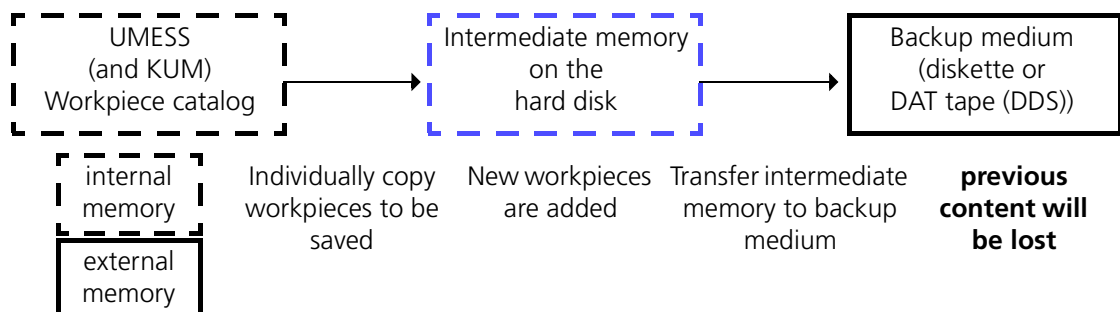 UMESS
(and KUM)
Workpiece catalog
Intermediate memory
on the
hard disk
Backup medium
(diskette or
DAT tape (DDS))
internal
memory
Individually copy
workpieces to be
saved
New workpieces
are added
Transfer intermediate
memory to backup
medium
previous
content will
be lost
external
memory